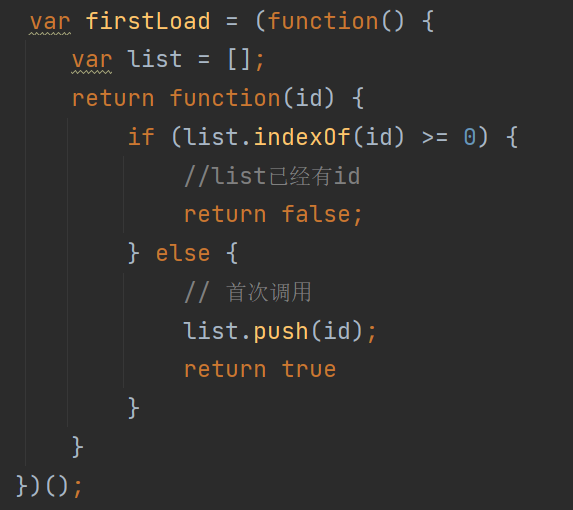 var firstLoad = (function() {
var list = [];
return function(id) {
if (list.indexOf(id) >= 0) {
//list已经有id
return false;
} else {
// 首次调用
list.push(id);
return true
}
}
})();